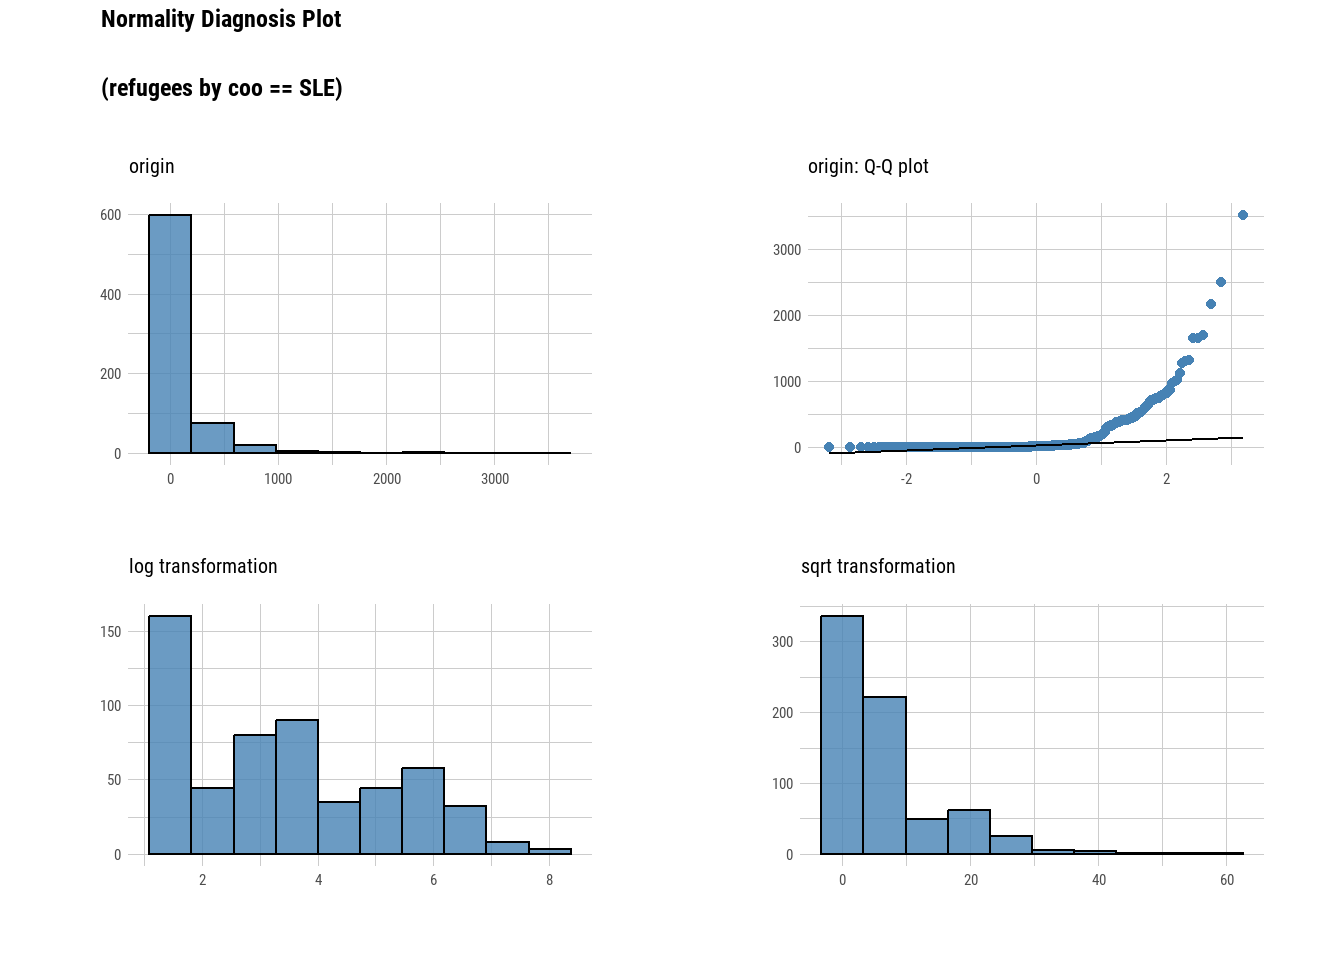 Normality Diagnosis Plot
(refugees by coo == SLE)
origin
600
400
200
0
0 1000 2000 3000
origin: Q-Q plot
3000
2000
1000
0
-2 0 2
log transformation
150
100
50
0
2 4 6 8
sqrt transformation
300
200
100
0
0 20 40 60